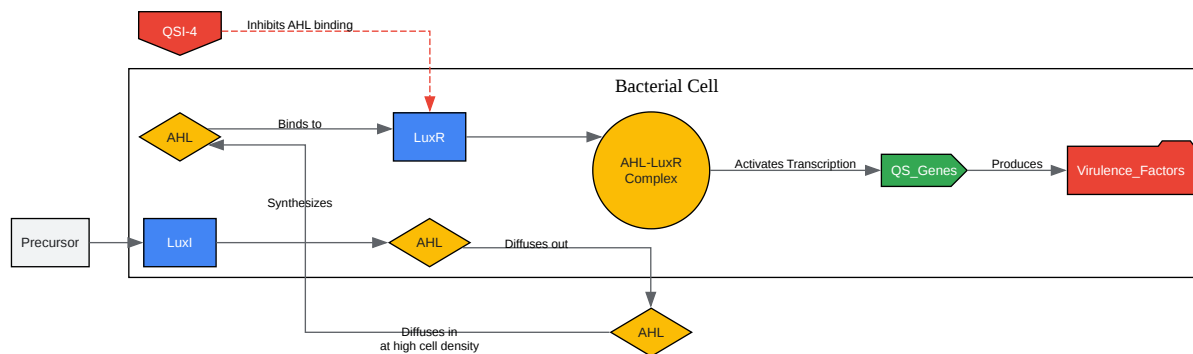 QSI-4
Inhibits AHL binding
Bacterial Cell
AHL
Binds to
LuxR
AHL-LuxR
Complex
Activates Transcription
QS_Genes
Produces
Virulence_Factors
Synthesizes
Precursor
LuxI
AHL
Diffuses out
Diffuses in
at high cell density
AHL